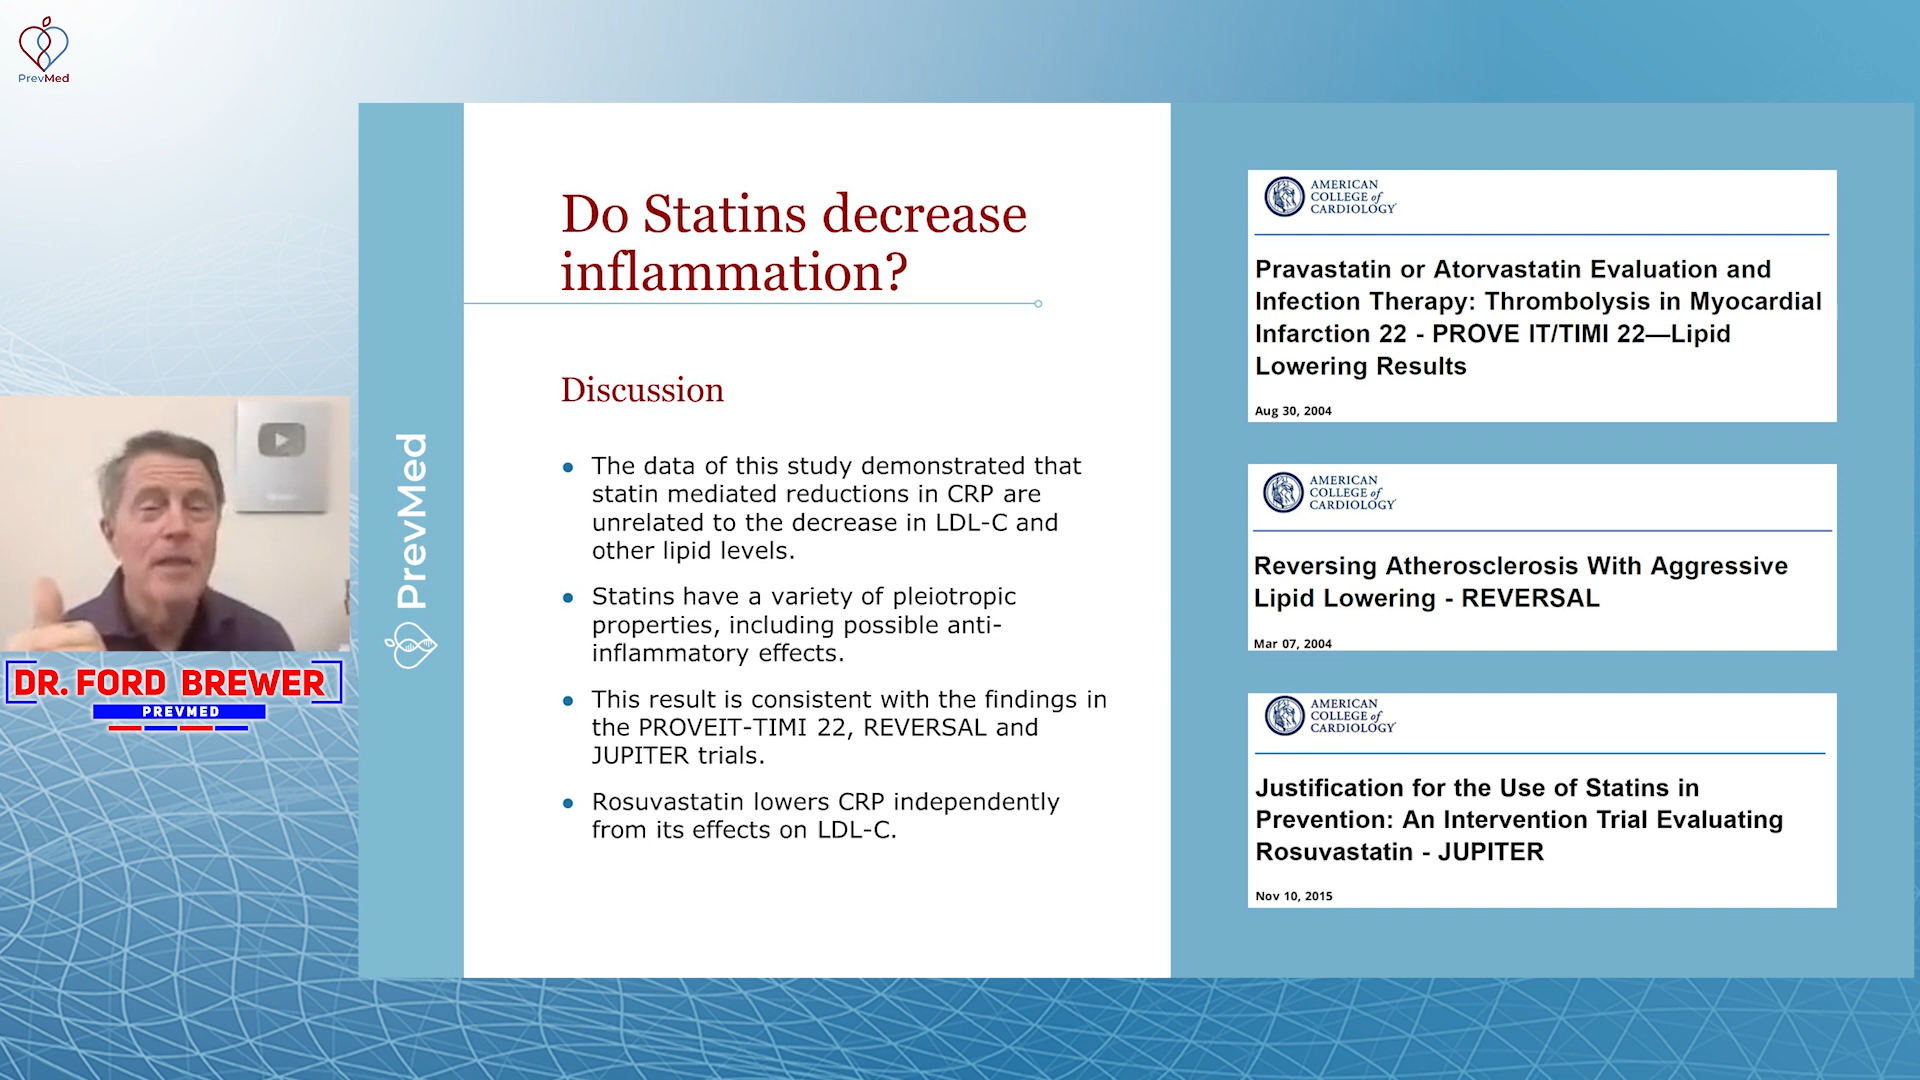 PrevMed
DR. FORD BREWER
PREVMED
PrevMed
Do Statins decrease
inflammation?
Discussion
• The data of this study demonstrated that
statin mediated reductions in CRP are
unrelated to the decrease in LDL-C and
other lipid levels.
• Statins have a variety of pleiotropic
properties, including possible anti-
inflammatory effects.
• This result is consistent with the findings in
the PROVEIT-TIMI 22, REVERSAL and
JUPITER trials.
• Rosuvastatin lowers CRP independently
from its effects on LDL-C.
AMERICAN
COLLEGE of
CARDIOLOGY
Pravastatin or Atorvastatin Evaluation and
Infection Therapy: Thrombolysis in Myocardial
Infarction 22 - PROVE IT/TIMI 22—Lipid
Lowering Results
Aug 30, 2004
AMERICAN
COLLEGE of
CARDIOLOGY
Reversing Atherosclerosis With Aggressive
Lipid Lowering - REVERSAL
Mar 07, 2004
AMERICAN
COLLEGE of
CARDIOLOGY
Justification for the Use of Statins in
Prevention: An Intervention Trial Evaluating
Rosuvastatin - JUPITER
Nov 10, 2015